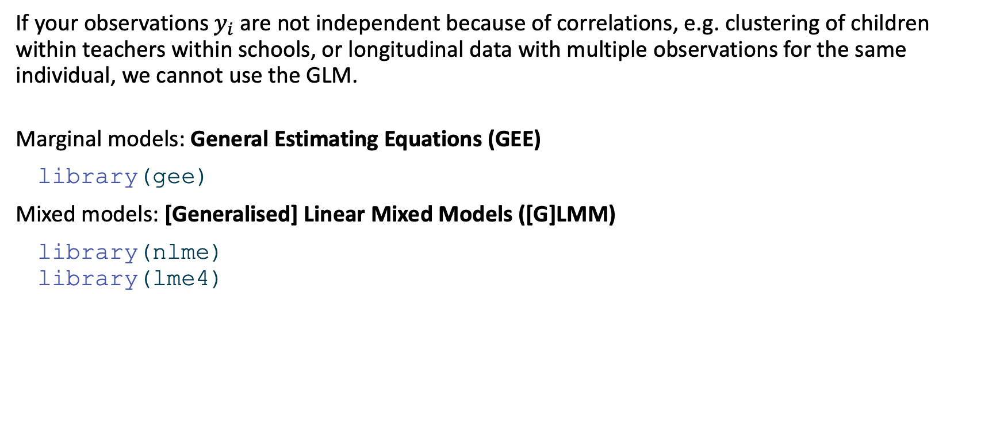 If your observations yᵢ are not independent because of correlations, e.g. clustering of children
within teachers within schools, or longitudinal data with multiple observations for the same
individual, we cannot use the GLM.
Marginal models: General Estimating Equations (GEE)
library(gee)
Mixed models: [Generalised] Linear Mixed Models ([G]LMM)
library(nlme)
library(lme4)